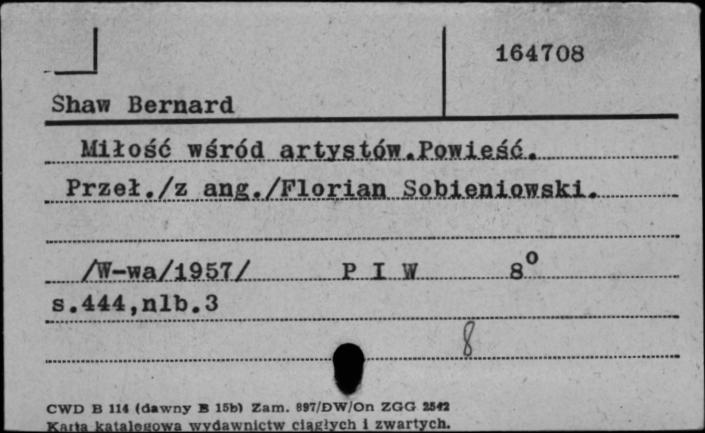 164708
Shaw Bernard
Miłość wśród artystów.Powieść.
Przeł./z ang./Florian Sobieniowski.
/W-wa/1957/ P I W 8°
s.444,nlb.3
8
CWD B 114 (dawny B 15b) Zam. 897/DW/On ZGG 2542
Karta katalogowa wydawnictw ciągłych i zwartych.